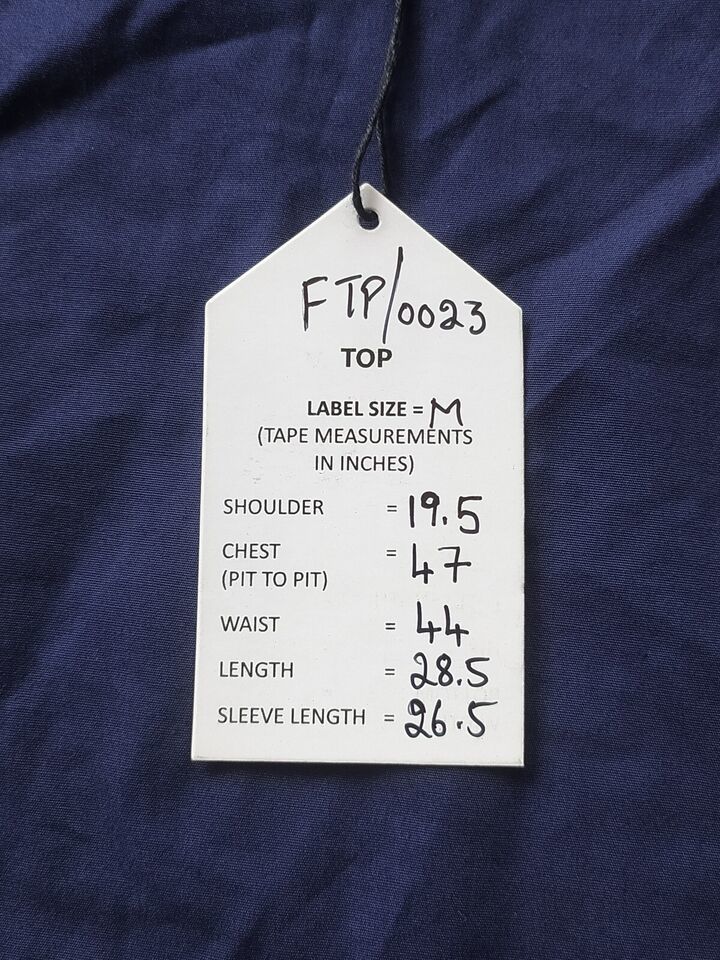 FTP/0023
TOP
LABEL SIZE = M
(TAPE MEASUREMENTS
IN INCHES)
SHOULDER = 19.5
CHEST = 47
(PIT TO PIT)
WAIST = 44
LENGTH = 28.5
SLEEVE LENGTH = 26.5